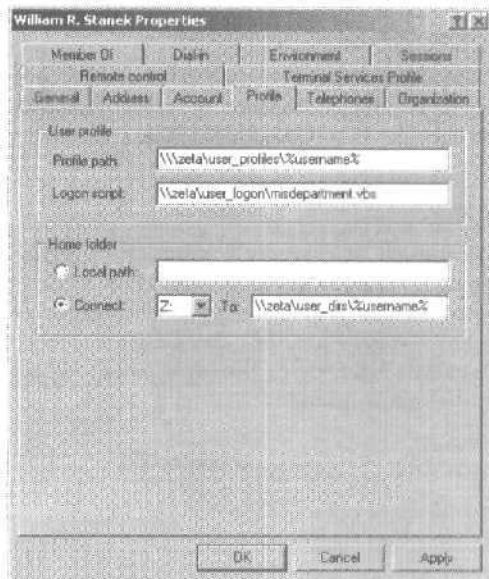 William R. Stanek Properties
Member Of Dial-in Environment Sessions
Remote control Terminal Services Profile
General Address Account Profile Telephones Organization
User profile
Profile path: \\\zeta\user_profiles\%username%
Logon script: \\zeta\user_logon\misdepartment.vbs
Home folder
Local path:
Connect: Z: To: \\zeta\user_dirs\%username%
OK Cancel Apply